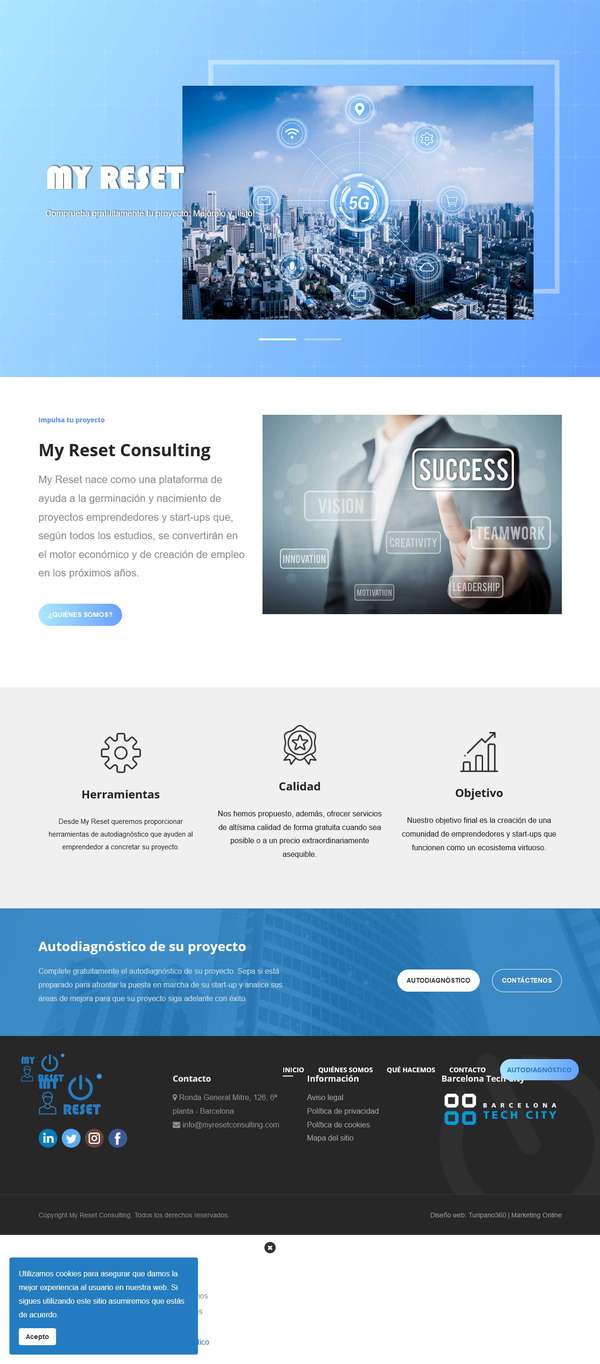 MY RESET
Comprueba gratuitamente tu proyecto. Mejóralo y ¡listo!
5G
impulsa tu proyecto
My Reset Consulting
My Reset nace como una plataforma de
ayuda a la germinación y nacimiento de
proyectos emprendedores y start-ups que,
según todos los estudios, se convertirán en
el motor económico y de creación de empleo
en los próximos años.
¿QUIÉNES SOMOS?
SUCCESS
VISION
TEAMWORK
CREATIVITY
INNOVATION
LEADERSHIP
MOTIVATION
Herramientas
Desde My Reset queremos proporcionar
herramientas de autodiagnóstico que ayuden al
emprendedor a concretar su proyecto.
Calidad
Nos hemos propuesto, además, ofrecer servicios
de altísima calidad de forma gratuita cuando sea
posible o a un precio extraordinariamente
asequible.
Objetivo
Nuestro objetivo final es la creación de una
comunidad de emprendedores y start-ups que
funcionen como un ecosistema virtuoso.
Autodiagnóstico de su proyecto
Complete gratuitamente el autodiagnóstico de su proyecto. Sepa si está
preparado para afrontar la puesta en marcha de su start-up y analice sus
áreas de mejora para que su proyecto siga adelante con éxito.
AUTODIAGNÓSTICO
CONTÁCTENOS
MY
RESET
INICIO
QUIÉNES SOMOS
QUÉ HACEMOS
CONTACTO
AUTODIAGNÓSTICO
MY
RESET
Contacto
Ronda General Mitre, 126, 6ª
planta - Barcelona
info@myresetconsulting.com
Información
Aviso legal
Política de privacidad
Política de cookies
Mapa del sitio
Barcelona Tech City
BARCELONA
TECH CITY
Copyright My Reset Consulting. Todos los derechos reservados.
Diseño web: Turipano360 | Marketing Online
Utilizamos cookies para asegurar que damos la
mejor experiencia al usuario en nuestra web. Si
sigues utilizando este sitio asumiremos que estás
de acuerdo.
Acepto